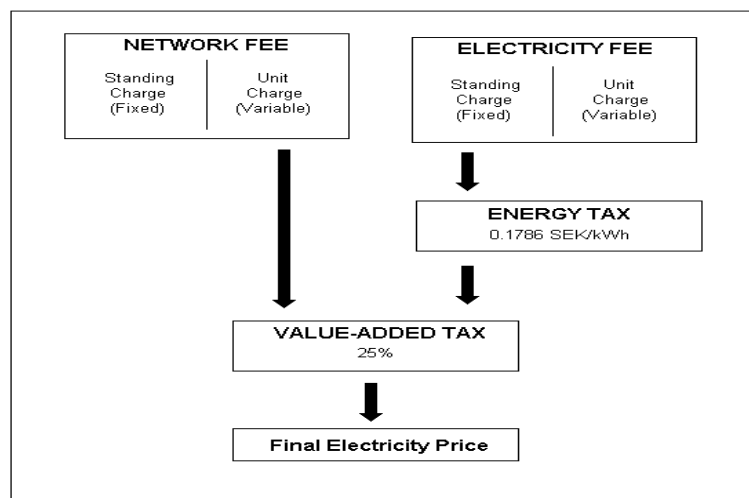 NETWORK FEE
Standing
Charge
(Fixed)
Unit
Charge
(Variable)
ELECTRICITY FEE
Standing
Charge
(Fixed)
Unit
Charge
(Variable)
ENERGY TAX
0.1786 SEK/kWh
VALUE-ADDED TAX
25%
Final Electricity Price